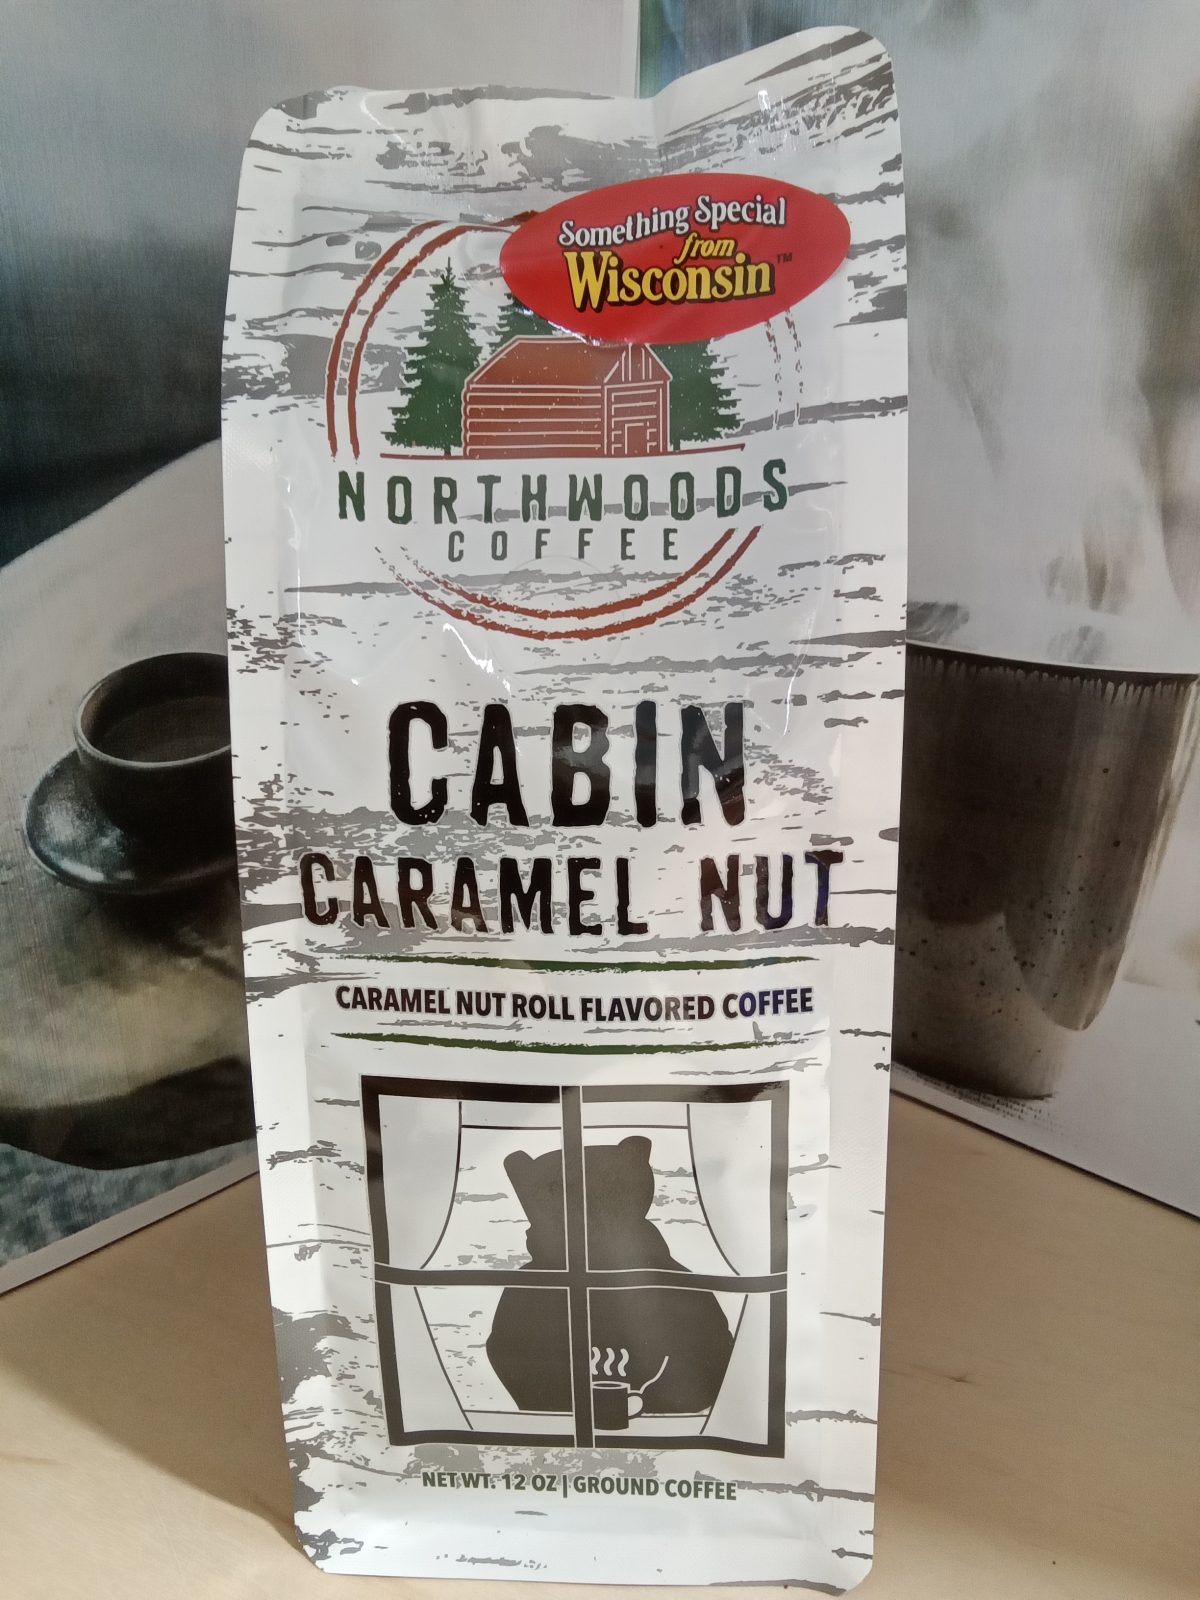 Something Special
from
Wisconsin™
NORTHWOODS
COFFEE
CABIN
CARAMEL NUT
CARAMEL NUT ROLL FLAVORED COFFEE
NET WT. 12 OZ | GROUND COFFEE